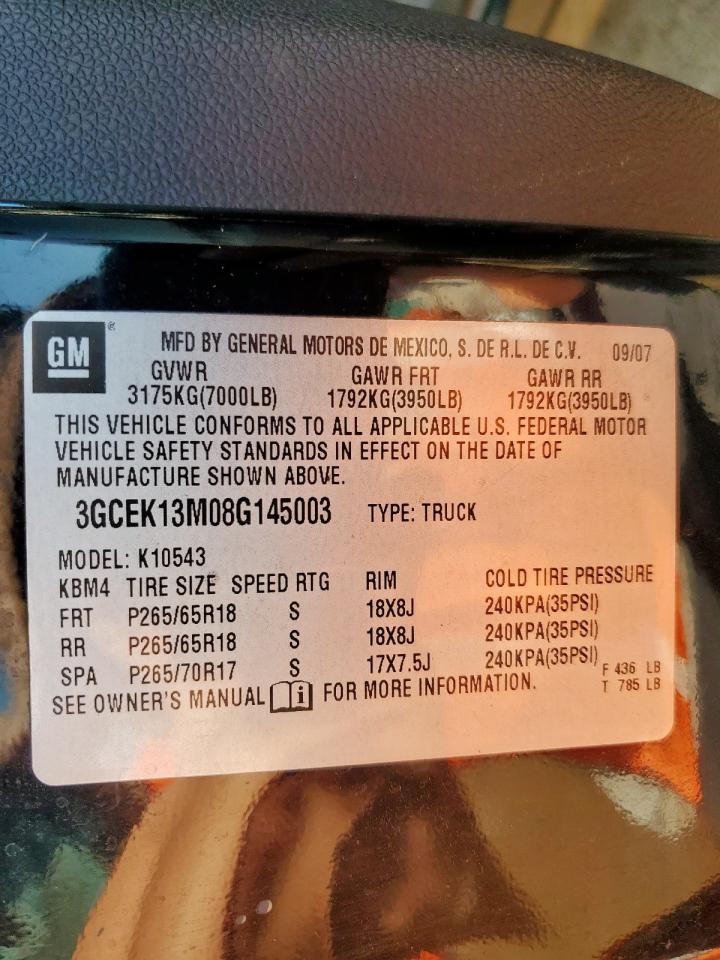 GM ® MFD BY GENERAL MOTORS DE MEXICO, S. DE R.L. DE C.V. 09/07
GVWR GAWR FRT GAWR RR
3175KG(7000LB) 1792KG(3950LB) 1792KG(3950LB)
THIS VEHICLE CONFORMS TO ALL APPLICABLE U.S. FEDERAL MOTOR
VEHICLE SAFETY STANDARDS IN EFFECT ON THE DATE OF
MANUFACTURE SHOWN ABOVE.
3GCEK13M08G145003 TYPE: TRUCK
MODEL: K10543
KBM4 TIRE SIZE SPEED RTG RIM COLD TIRE PRESSURE
FRT P265/65R18 S 18X8J 240KPA(35PSI)
RR P265/65R18 S 18X8J 240KPA(35PSI)
SPA P265/70R17 S 17X7.5J 240KPA(35PSI) F 436 LB
SEE OWNER'S MANUAL i FOR MORE INFORMATION. T 785 LB